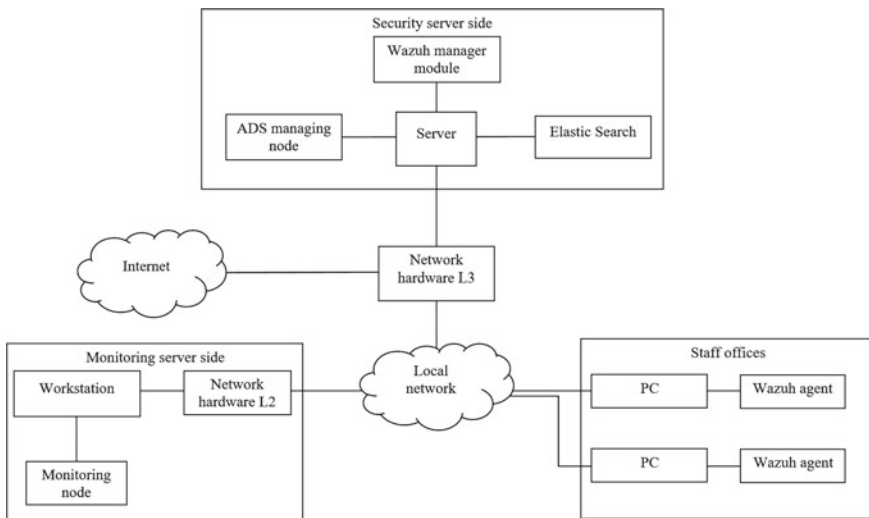 Security server side
Wazuh manager
module
ADS managing
node
Server
Elastic Search
Internet
Network
hardware L3
Monitoring server side
Workstation
Network
hardware L2
Monitoring
node
Local
network
Staff offices
PC
Wazuh agent
PC
Wazuh agent